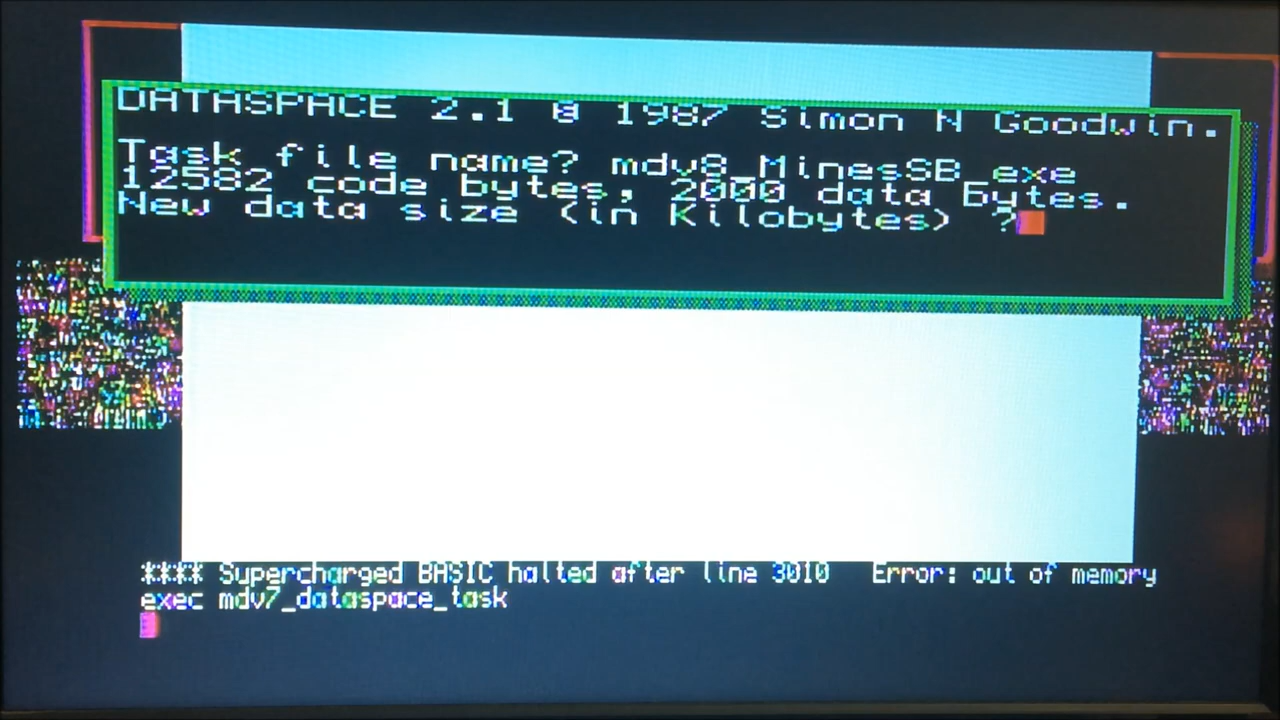 DATASPACE 2.1 @ 1987 Simon N Goodwin.
Task file name? mdv8_MinesSB_exe
12582 code bytes, 2000 data bytes.
New data size (in Kilobytes) ?
**** Supercharged BASIC halted after line 3010 Error: out of memory
exec mdv7_dataspace_task